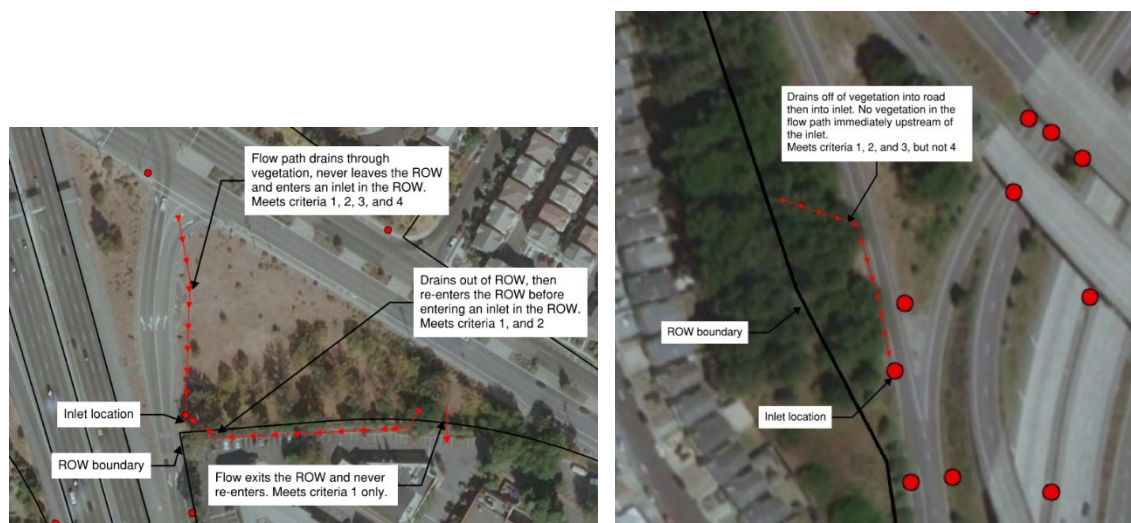 Flow path drains through
vegetation, never leaves the ROW
and enters an inlet in the ROW.
Meets criteria 1, 2, 3, and 4
Drains out of ROW, then
re-enters the ROW before
entering an inlet in the ROW.
Meets criteria 1, and 2
Inlet location
ROW boundary
Flow exits the ROW and never
re-enters. Meets criteria 1 only.
Drains off of vegetation into road
then into inlet. No vegetation in the
flow path immediately upstream of
the inlet.
Meets criteria 1, 2, and 3, but not 4
ROW boundary
Inlet location